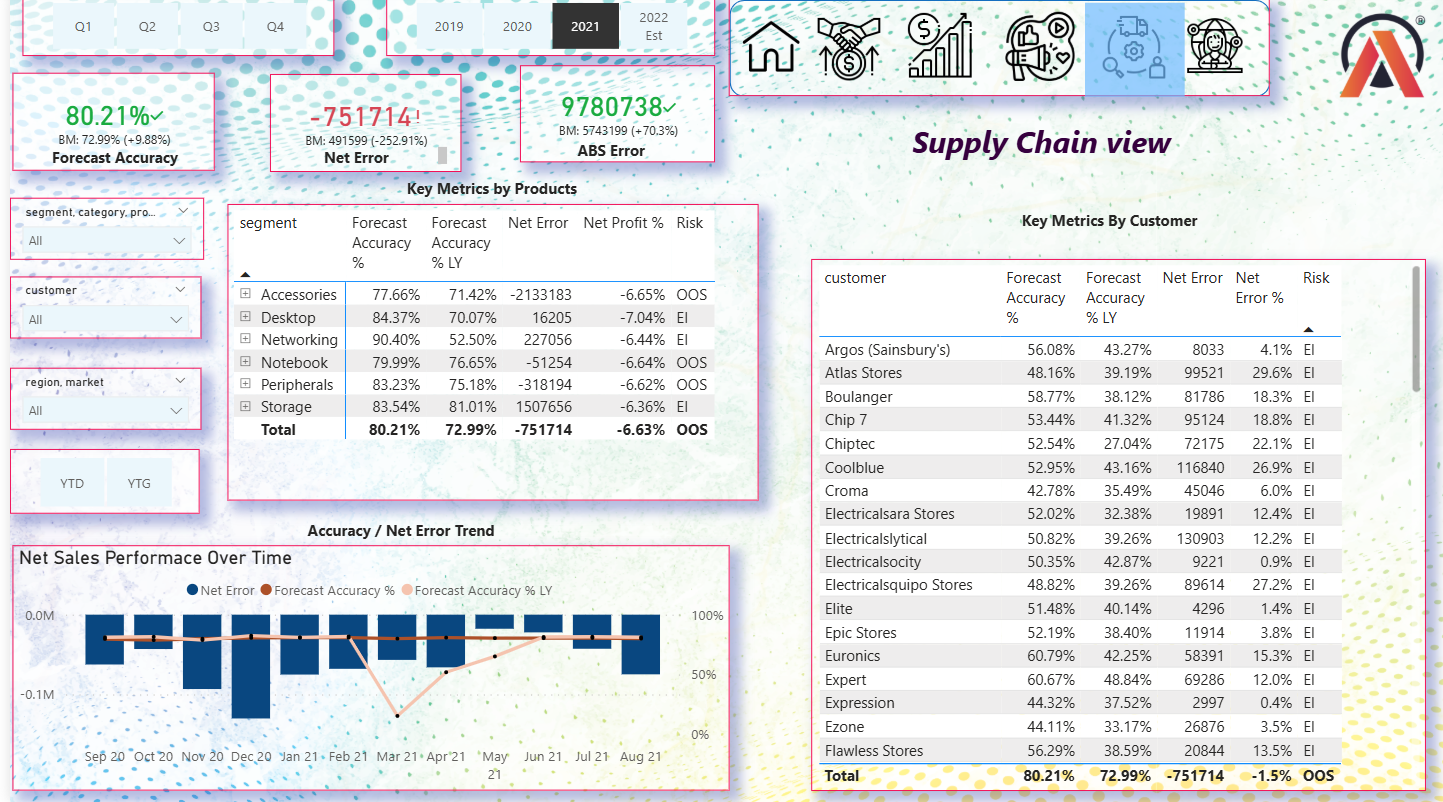 Q1 Q2 Q3 Q4
2019 2020 2021 2022
Est
80.21%
BM: 72.99% (+9.88%)
Forecast Accuracy
-751714!
BM: 491599 (-252.91%)
Net Error
9780738
BM: 5743199 (+70.3%)
ABS Error
®
Supply Chain view
segment, category, pro...
All
customer
All
region, market
All
YTD YTG
Key Metrics by Products
segment Forecast Accuracy % Forecast Accuracy % LY Net Error Net Profit % Risk
Accessories 77.66% 71.42% -2133183 -6.65% OOS
Desktop 84.37% 70.07% 16205 -7.04% EI
Networking 90.40% 52.50% 227056 -6.44% EI
Notebook 79.99% 76.65% -51254 -6.64% OOS
Peripherals 83.23% 75.18% -318194 -6.62% OOS
Storage 83.54% 81.01% 1507656 -6.36% EI
Total 80.21% 72.99% -751714 -6.63% OOS
Key Metrics By Customer
customer Forecast Accuracy % Forecast Accuracy % LY Net Error Net Error % Risk
Argos (Sainsbury's) 56.08% 43.27% 8033 4.1% EI
Atlas Stores 48.16% 39.19% 99521 29.6% EI
Boulanger 58.77% 38.12% 81786 18.3% EI
Chip 7 53.44% 41.32% 95124 18.8% EI
Chiptec 52.54% 27.04% 72175 22.1% EI
Coolblue 52.95% 43.16% 116840 26.9% EI
Croma 42.78% 35.49% 45046 6.0% EI
Electricalsara Stores 52.02% 32.38% 19891 12.4% EI
Electricalslytical 50.82% 39.26% 130903 12.2% EI
Electricalsocity 50.35% 42.87% 9221 0.9% EI
Electricalsquipo Stores 48.82% 39.26% 89614 27.2% EI
Elite 51.48% 40.14% 4296 1.4% EI
Epic Stores 52.19% 38.40% 11914 3.8% EI
Euronics 60.79% 42.25% 58391 15.3% EI
Expert 60.67% 48.84% 69286 12.0% EI
Expression 44.32% 37.52% 2997 0.4% EI
Ezone 44.11% 33.17% 26876 3.5% EI
Flawless Stores 56.29% 38.59% 20844 13.5% EI
Total 80.21% 72.99% -751714 -1.5% OOS
Accuracy / Net Error Trend
Net Sales Performace Over Time
Net Error Forecast Accuracy % Forecast Accuracy % LY
0.0M
-0.1M
100%
50%
0%
Sep 20 Oct 20 Nov 20 Dec 20 Jan 21 Feb 21 Mar 21 Apr 21 May 21 Jun 21 Jul 21 Aug 21